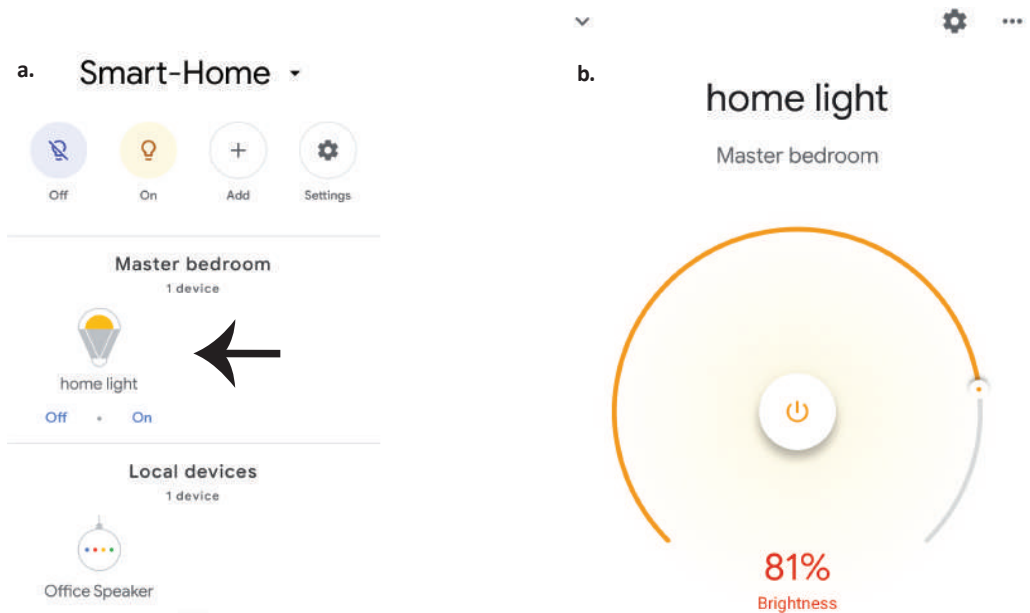 a.
Smart-Home
Off
On
Add
Settings
Master bedroom
1 device
home light
Off • On
Local devices
1 device
Office Speaker
b.
home light
Master bedroom
81%
Brightness